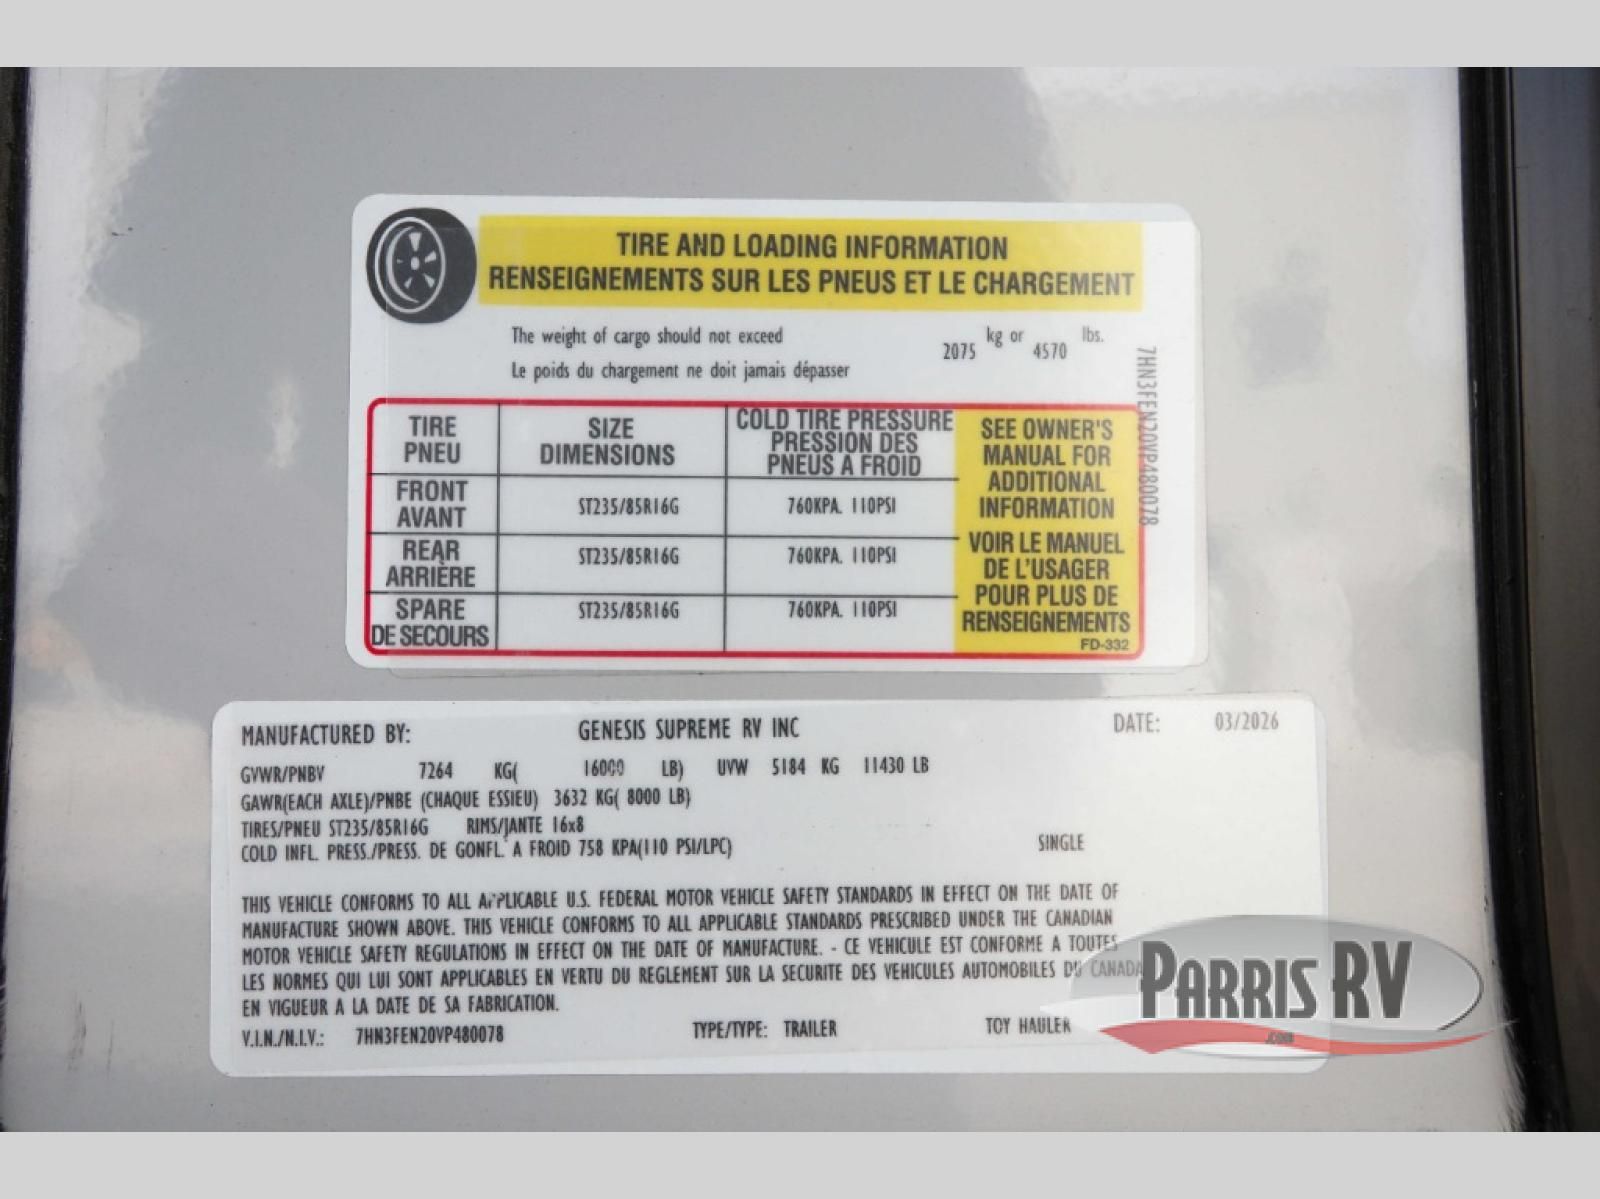 TIRE AND LOADING INFORMATION
RENSEIGNEMENTS SUR LES PNEUS ET LE CHARGEMENT
The weight of cargo should not exceed
Le poids du chargement ne doit jamais dépasser
2075 kg or 4570 lbs.
7HN3FEN20VP480078
TIRE
PNEU
SIZE
DIMENSIONS
COLD TIRE PRESSURE
PRESSION DES
PNEUS A FROID
FRONT
AVANT
ST235/85R16G
760KPA. 110PSI
REAR
ARRIÈRE
ST235/85R16G
760KPA. 110PSI
SPARE
DE SECOURS
ST235/85R16G
760KPA. 110PSI
SEE OWNER'S
MANUAL FOR
ADDITIONAL
INFORMATION
VOIR LE MANUEL
DE L'USAGER
POUR PLUS DE
RENSEIGNEMENTS
FD-332
MANUFACTURED BY: GENESIS SUPREME RV INC DATE: 03/2026
GVWR/PNBV 7264 KG( 16000 LB) UVW 5184 KG 11430 LB
GAWR(EACH AXLE)/PNBE (CHAQUE ESSIEU) 3632 KG( 8000 LB)
TIRES/PNEU ST235/85R16G RIMS/JANTE 16x8
COLD INFL. PRESS./PRESS. DE GONFL. A FROID 758 KPA(110 PSI/LPC) SINGLE
THIS VEHICLE CONFORMS TO ALL APPLICABLE U.S. FEDERAL MOTOR VEHICLE SAFETY STANDARDS IN EFFECT ON THE DATE OF
MANUFACTURE SHOWN ABOVE. THIS VEHICLE CONFORMS TO ALL APPLICABLE STANDARDS PRESCRIBED UNDER THE CANADIAN
MOTOR VEHICLE SAFETY REGULATIONS IN EFFECT ON THE DATE OF MANUFACTURE. - CE VEHICULE EST CONFORME A TOUTES
LES NORMES QUI LUI SONT APPLICABLES EN VERTU DU REGLEMENT SUR LA SECURITE DES VEHICULES AUTOMOBILES DU CANADA
EN VIGUEUR A LA DATE DE SA FABRICATION.
V.I.N./N.I.V.: 7HN3FEN20VP480078 TYPE/TYPE: TRAILER TOY HAULER
PARRIS RV
.COM